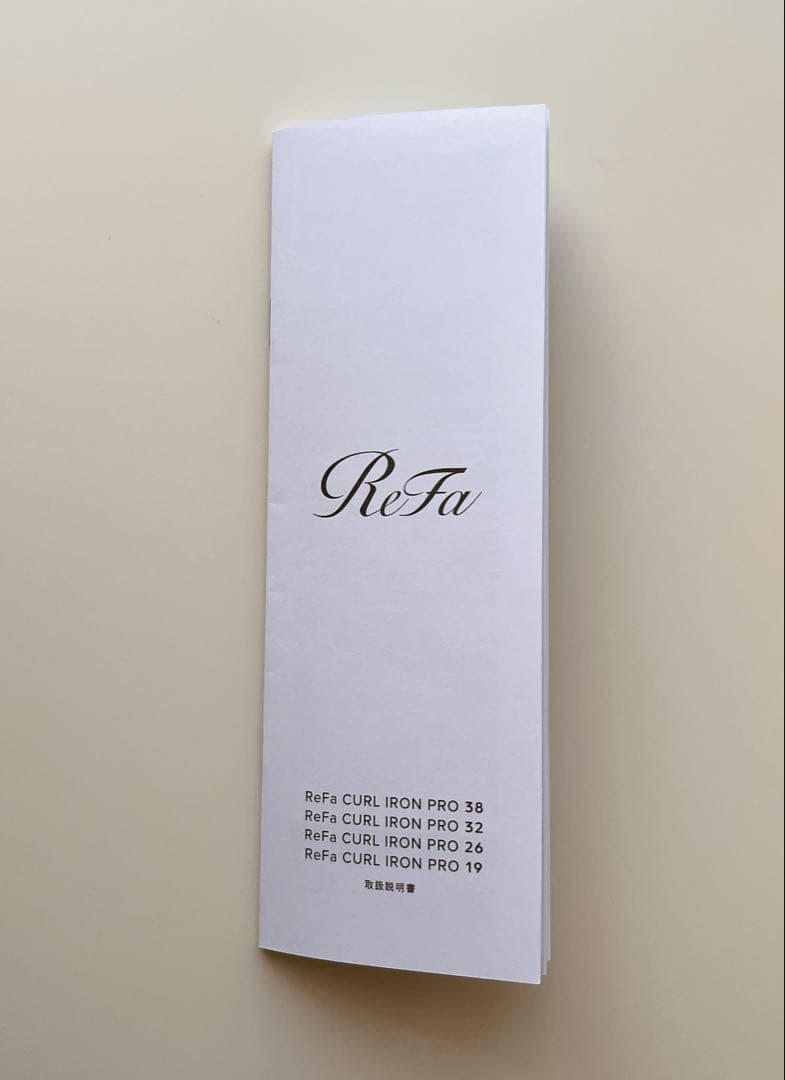 ReFa
ReFa CURL IRON PRO 38
ReFa CURL IRON PRO 32
ReFa CURL IRON PRO 26
ReFa CURL IRON PRO 19
取扱説明書